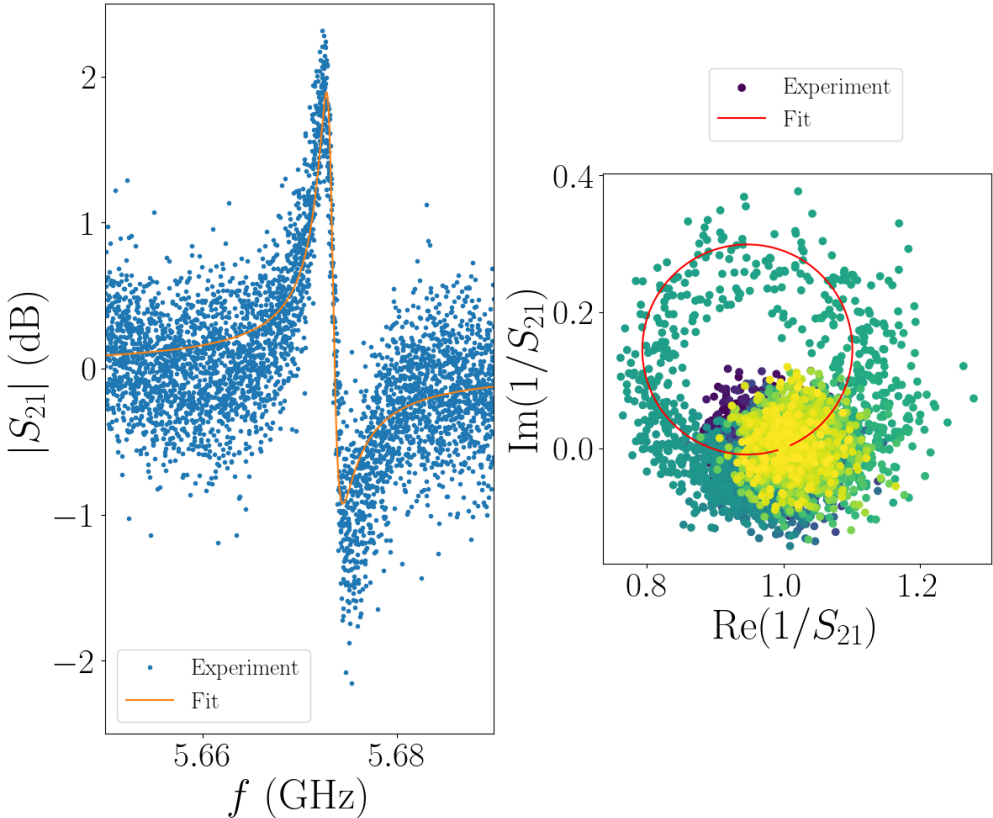 |S21| (dB)
2
1
0
−1
−2
Experiment
Fit
5.66
5.68
f (GHz)
Experiment
Fit
Im(1/S21)
0.4
0.2
0.0
0.8
1.0
1.2
Re(1/S21)